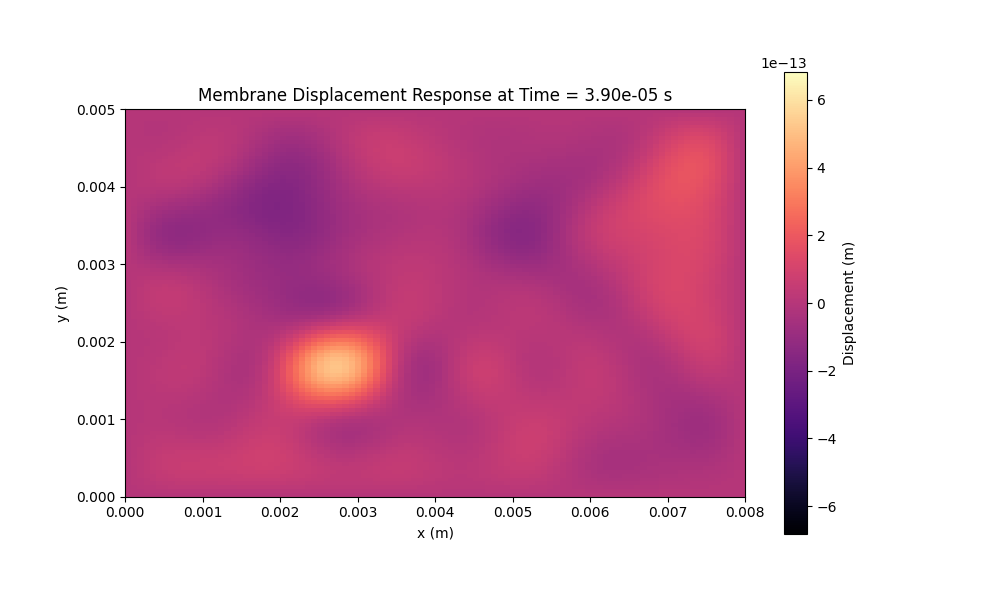 1e−13
Membrane Displacement Response at Time = 3.90e-05 s
0.005
0.004
0.003
0.002
0.001
0.000
y (m)
0.000 0.001 0.002 0.003 0.004 0.005 0.006 0.007 0.008
x (m)
6
4
2
0
−2
−4
−6
Displacement (m)